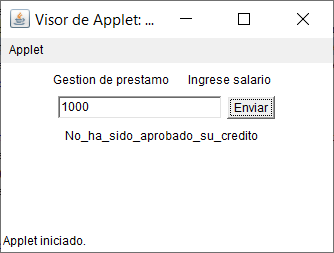 Visor de Applet: ...
Applet
Gestion de prestamo Ingrese salario
1000 Enviar
No_ha_sido_aprobado_su_credito
Applet iniciado.